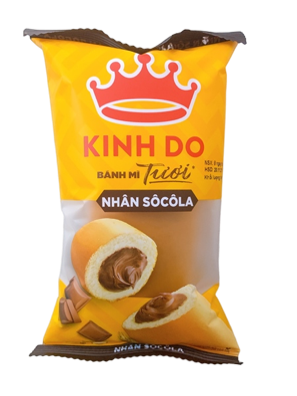 KINH DO
BÁNH MÌ Tươi
NHÂN SÔCÔLA
NHÂN SÔCÔLA